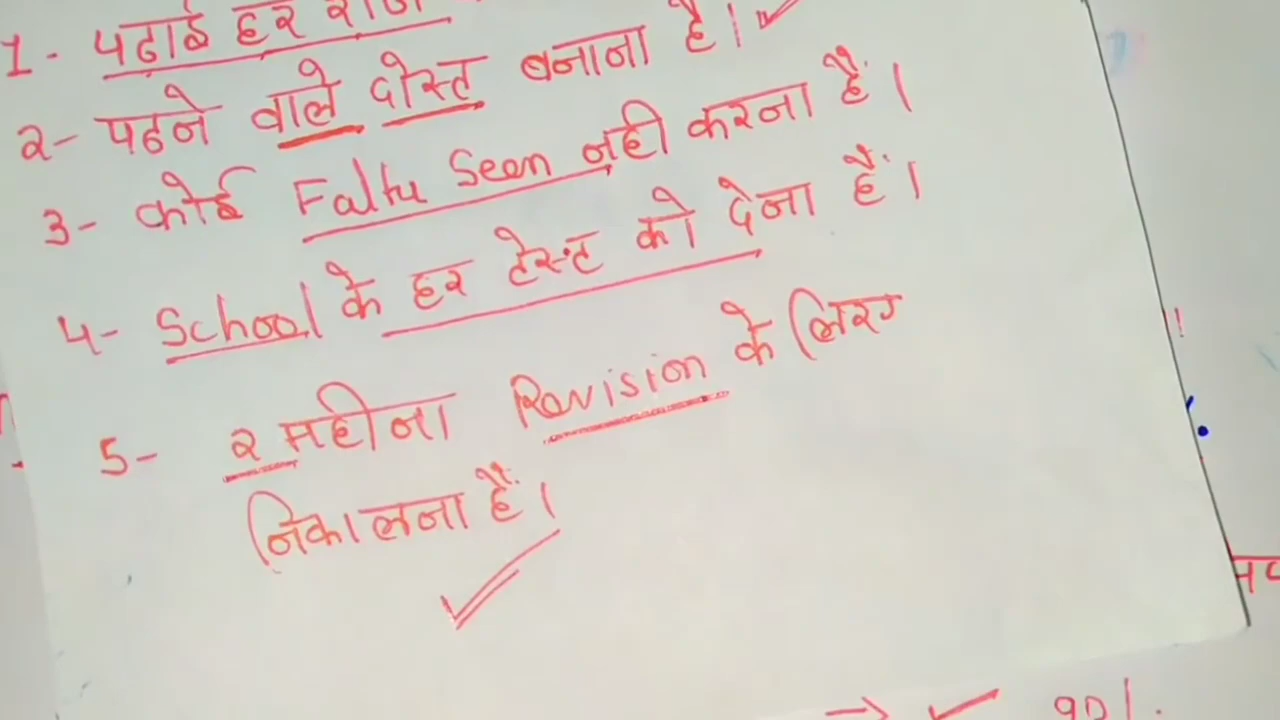 1- पढाई हर रोज
2- पढने वाले दोस्त बनाना है।
3- कोई Faltu Seen नही करना हैं।
4- School के हर टेस्ट को देना हैं।
5- 2 महीना Revision के लिए
निकालना हैं।
90%.